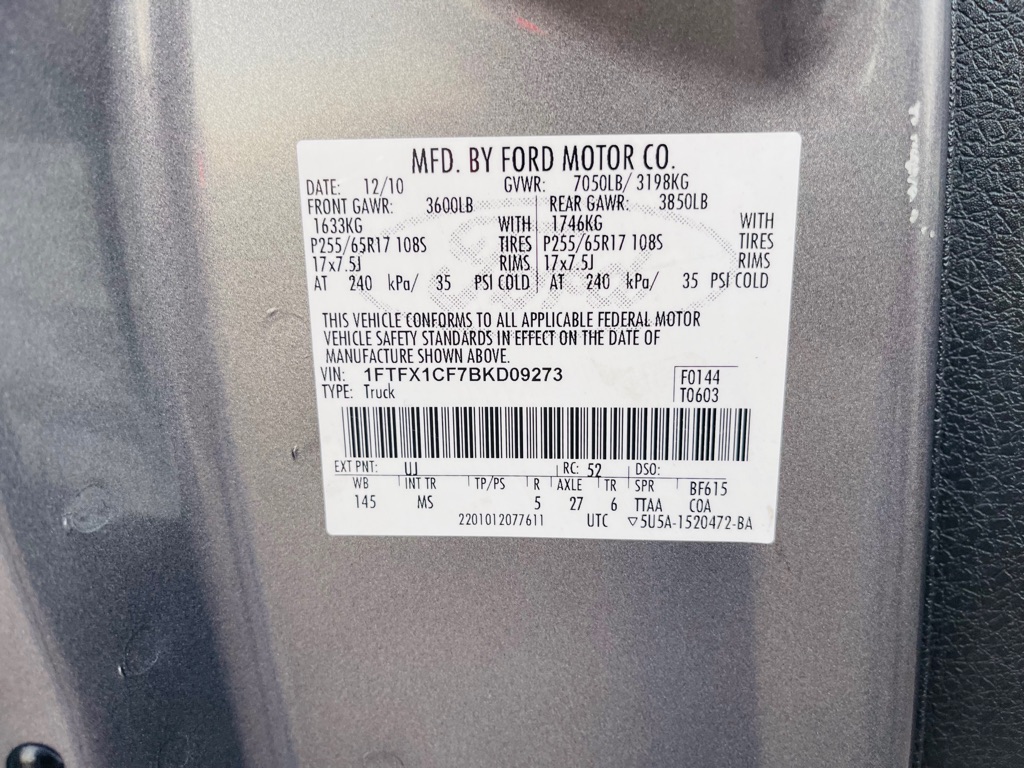 MFD. BY FORD MOTOR CO.
DATE: 12/10 GVWR: 7050LB/ 3198KG
FRONT GAWR: 3600LB REAR GAWR: 3850LB
1633KG WITH 1746KG WITH
P255/65R17 108S TIRES P255/65R17 108S TIRES
17x7.5J RIMS 17x7.5J RIMS
AT 240 kPa/ 35 PSI COLD AT 240 kPa/ 35 PSI COLD
THIS VEHICLE CONFORMS TO ALL APPLICABLE FEDERAL MOTOR
VEHICLE SAFETY STANDARDS IN EFFECT ON THE DATE OF
MANUFACTURE SHOWN ABOVE.
VIN: 1FTFX1CF7BKD09273 F0144
TYPE: Truck T0603
EXT PNT: UJ RC: 52 DSO:
WB INT TR TP/PS R AXLE TR SPR BF615
145 MS 5 27 6 TTAA COA
2201012077611 UTC ▽5U5A-1520472-BA